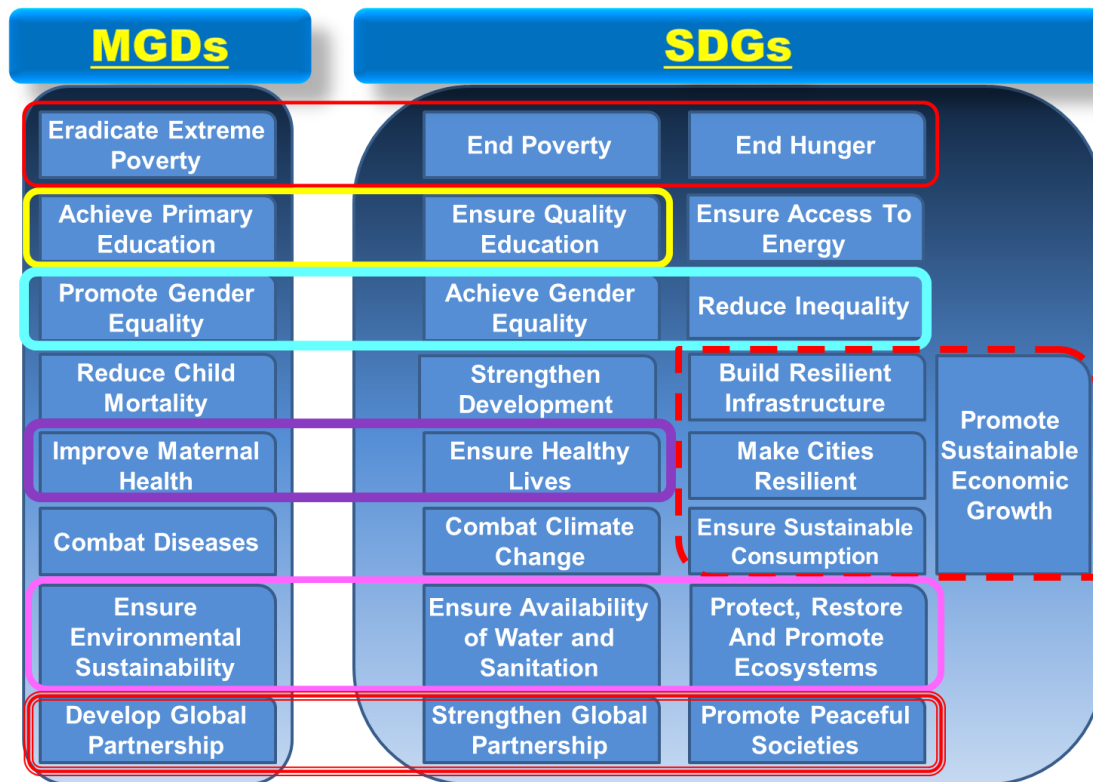 MGDs
SDGs
Eradicate Extreme
Poverty
End Poverty
End Hunger
Achieve Primary
Education
Ensure Quality
Education
Ensure Access To
Energy
Promote Gender
Equality
Achieve Gender
Equality
Reduce Inequality
Reduce Child
Mortality
Strengthen
Development
Build Resilient
Infrastructure
Promote
Sustainable
Economic
Growth
Improve Maternal
Health
Ensure Healthy
Lives
Make Cities
Resilient
Combat Diseases
Combat Climate
Change
Ensure Sustainable
Consumption
Ensure
Environmental
Sustainability
Ensure Availability
of Water and
Sanitation
Protect, Restore
And Promote
Ecosystems
Develop Global
Partnership
Strengthen Global
Partnership
Promote Peaceful
Societies